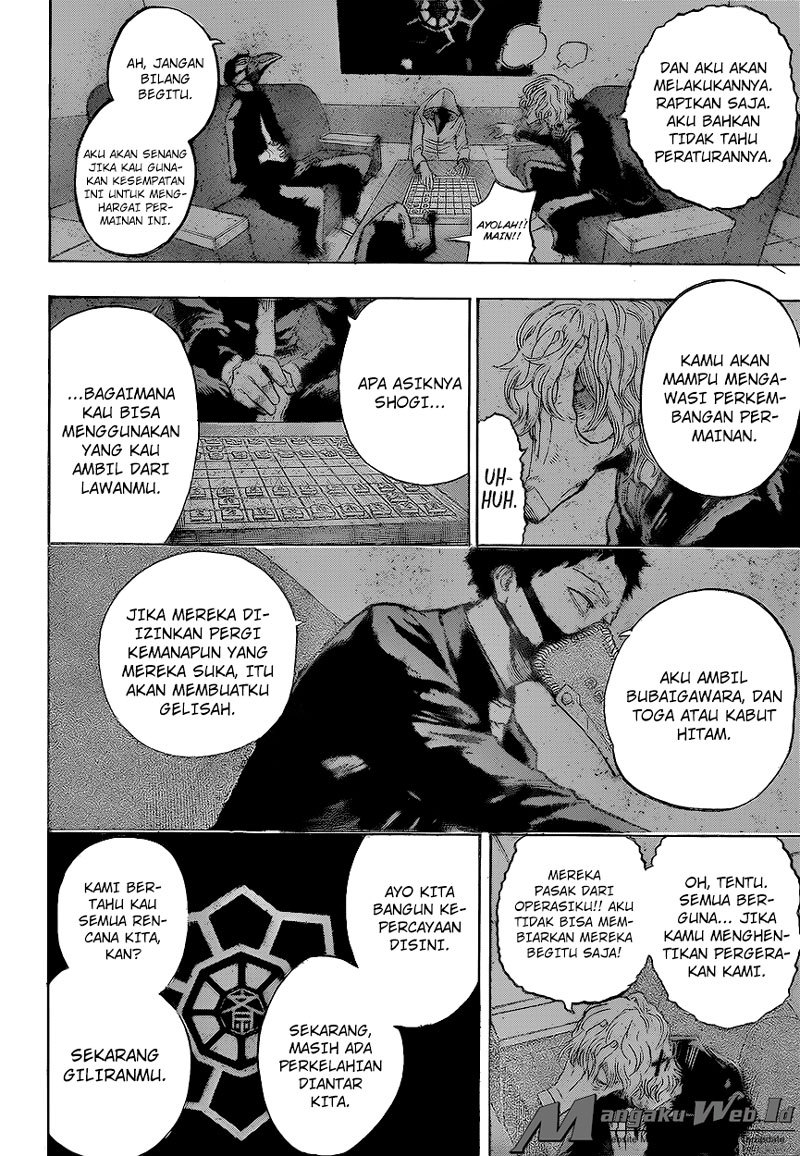 DAN AKU AKAN
MELAKUKANNYA.
RAPIKAN SAJA.
AKU BAHKAN
TIDAK TAHU
PERATURANNYA.
AYOLAH!?
MAIN!!
AH, JANGAN
BILANG
BEGITU.
AKU AKAN SENANG
JIKA KAU GUNA-
KAN KESEMPATAN
INI UNTUK MENG-
HARGAI PER-
MAINAN INI.
KAMU AKAN
MAMPU MENGA-
WASI PERKEM-
BANGAN PER-
MAINAN.
UH-
HUH.
APA ASIKNYA
SHOGI...
...BAGAIMANA
KAU BISA
MENGGUNAKAN
YANG KAU
AMBIL DARI
LAWANMU.
AKU AMBIL
BUBAIGAWARA, DAN
TOGA ATAU KABUT
HITAM.
JIKA MEREKA DI-
IZINKAN PERGI
KEMANAPUN YANG
MEREKA SUKA, ITU
AKAN MEMBUATKU
GELISAH.
OH, TENTU.
SEMUA BER-
GUNA... JIKA
KAMU MENGHEN-
TIKAN PERGERA-
KAN KAMI.
MEREKA
PASAK DARI
OPERASIKU!! AKU
TIDAK BISA MEM-
BIARKAN MEREKA
BEGITU SAJA!
AYO KITA
BANGUN KE-
PERCAYAAN
DISINI.
SEKARANG,
MASIH ADA
PERKELAHIAN
DIANTAR
KITA.
KAMI BER-
TAHU KAU
SEMUA REN-
CANA KITA,
KAN?
SEKARANG
GILIRANMU.
Mangaku-Web.Id